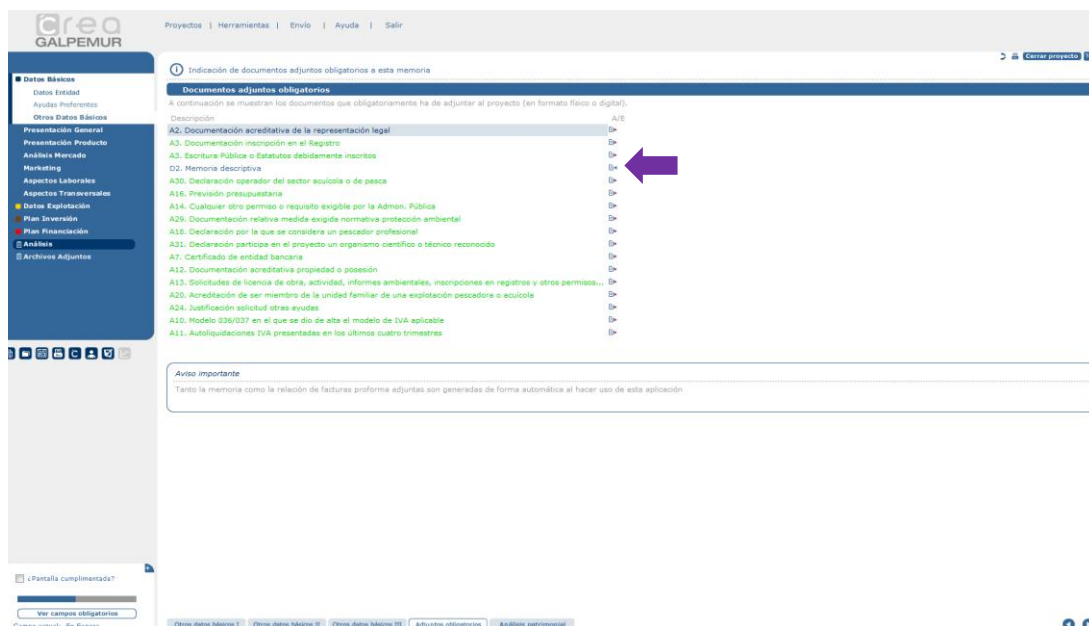 Crea
GALPEMUR
Proyectos | Herramientas | Envío | Ayuda | Salir
Cerrar proyecto
Indicación de documentos adjuntos obligatorios a esta memoria
Datos Básicos
Datos Entidad
Ayudas Preferentes
Otros Datos Básicos
Presentación General
Presentación Producto
Análisis Mercado
Marketing
Aspectos Laborales
Aspectos Transversales
Datos Explotación
Plan Inversión
Plan Financiación
Análisis
Archivos Adjuntos
Documentos adjuntos obligatorios
A continuación se muestran los documentos que obligatoriamente ha de adjuntar al proyecto (en formato físico o digital).
Descripción A/E
A2. Documentación acreditativa de la representación legal
A3. Documentación inscripción en el Registro
A3. Escritura Pública o Estatutos debidamente inscritos
D2. Memoria descriptiva
A30. Declaración operador del sector acuícola o de pesca
A16. Previsión presupuestaria
A14. Cualquier otro permiso o requisito exigible por la Admon. Pública
A29. Documentación relativa medida exigida normativa protección ambiental
A18. Declaración por la que se considera un pescador profesional
A31. Declaración participa en el proyecto un organismo científico o técnico reconocido
A7. Certificado de entidad bancaria
A12. Documentación acreditativa propiedad o posesión
A13. Solicitudes de licencia de obra, actividad, informes ambientales, inscripciones en registros y otros permisos...
A20. Acreditación de ser miembro de la unidad familiar de una explotación pescadora o acuícola
A24. Justificación solicitud otras ayudas
A10. Modelo 036/037 en el que se dio de alta el modelo de IVA aplicable
A11. Autoliquidaciones IVA presentadas en los últimos cuatro trimestres
Aviso importante
Tanto la memoria como la relación de facturas proforma adjuntas son generadas de forma automática al hacer uso de esta aplicación
¿Pantalla cumplimentada?
Ver campos obligatorios
Otros datos básicos I Otros datos básicos II Otros datos básicos III Adjuntos obligatorios Análisis patrimonial